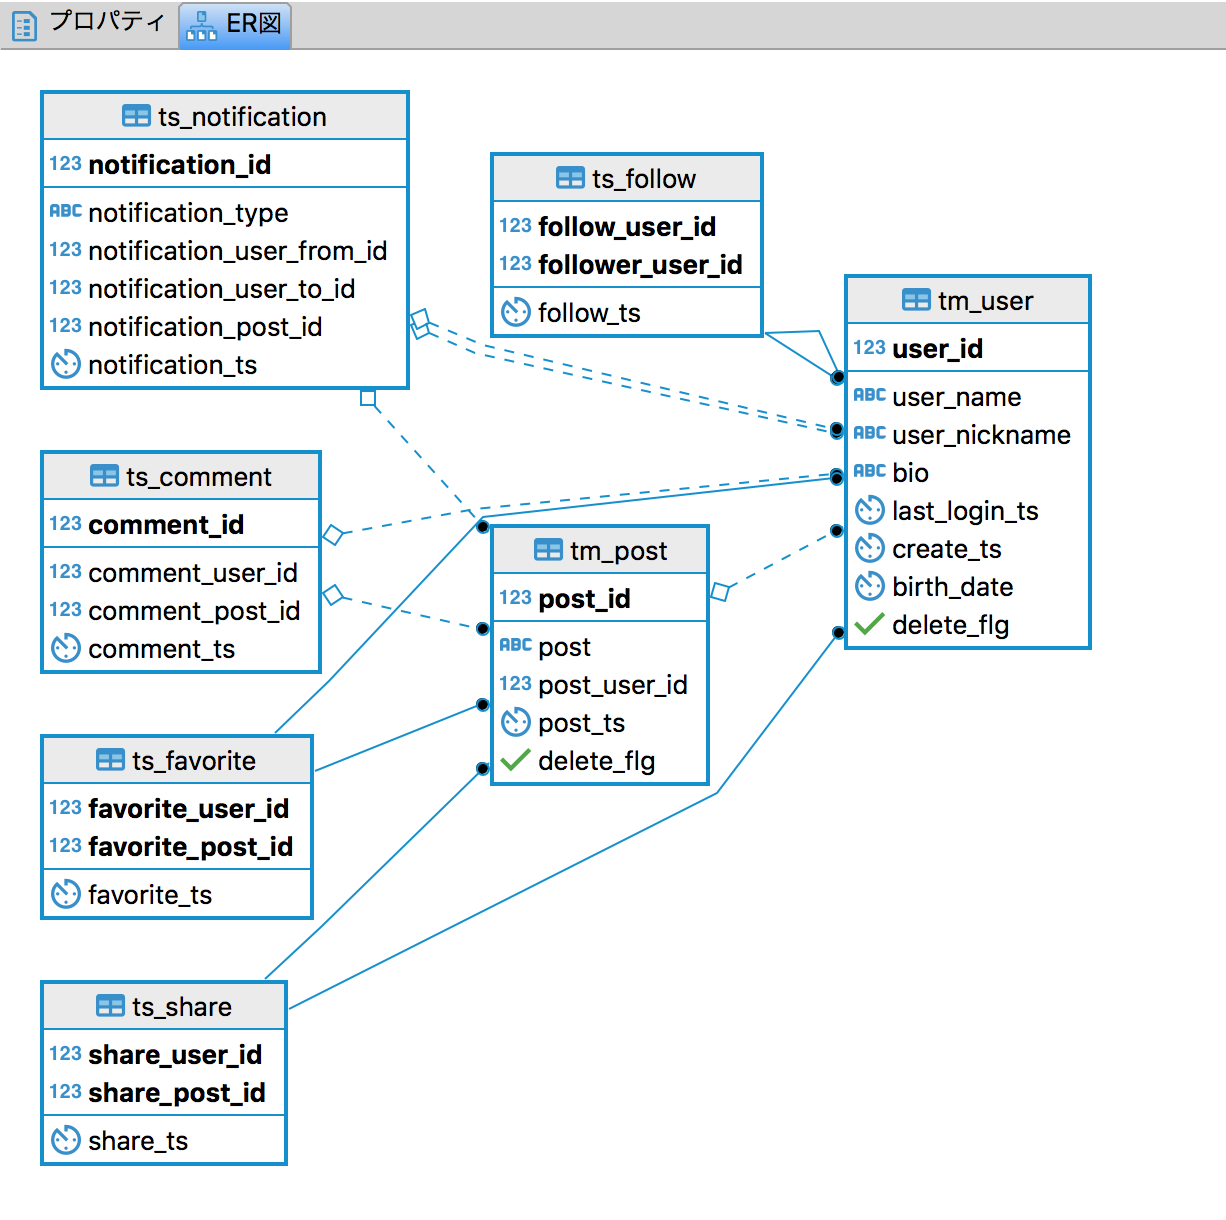 プロパティ
ER図
ts_notification
123 notification_id
ABC notification_type
123 notification_user_from_id
123 notification_user_to_id
123 notification_post_id
notification_ts
ts_follow
123 follow_user_id
123 follower_user_id
follow_ts
tm_user
123 user_id
ABC user_name
ABC user_nickname
ABC bio
last_login_ts
create_ts
birth_date
delete_flg
ts_comment
123 comment_id
123 comment_user_id
123 comment_post_id
comment_ts
tm_post
123 post_id
ABC post
123 post_user_id
post_ts
delete_flg
ts_favorite
123 favorite_user_id
123 favorite_post_id
favorite_ts
ts_share
123 share_user_id
123 share_post_id
share_ts